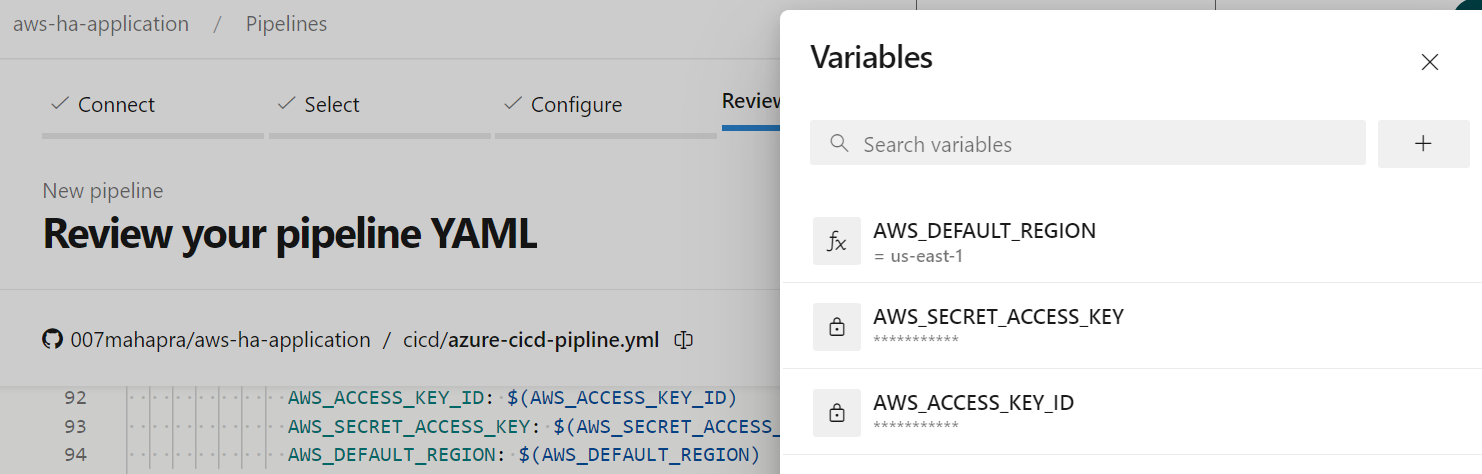 aws-ha-application / Pipelines
Connect
Select
Configure
Review
New pipeline
Review your pipeline YAML
007mahapra/aws-ha-application / cicd/azure-cicd-pipline.yml
92 AWS_ACCESS_KEY_ID: $(AWS_ACCESS_KEY_ID)
93 AWS_SECRET_ACCESS_KEY: $(AWS_SECRET_ACCESS_
94 AWS_DEFAULT_REGION: $(AWS_DEFAULT_REGION)
Variables
Search variables
+
fx
AWS_DEFAULT_REGION
= us-east-1
AWS_SECRET_ACCESS_KEY
***********
AWS_ACCESS_KEY_ID
***********